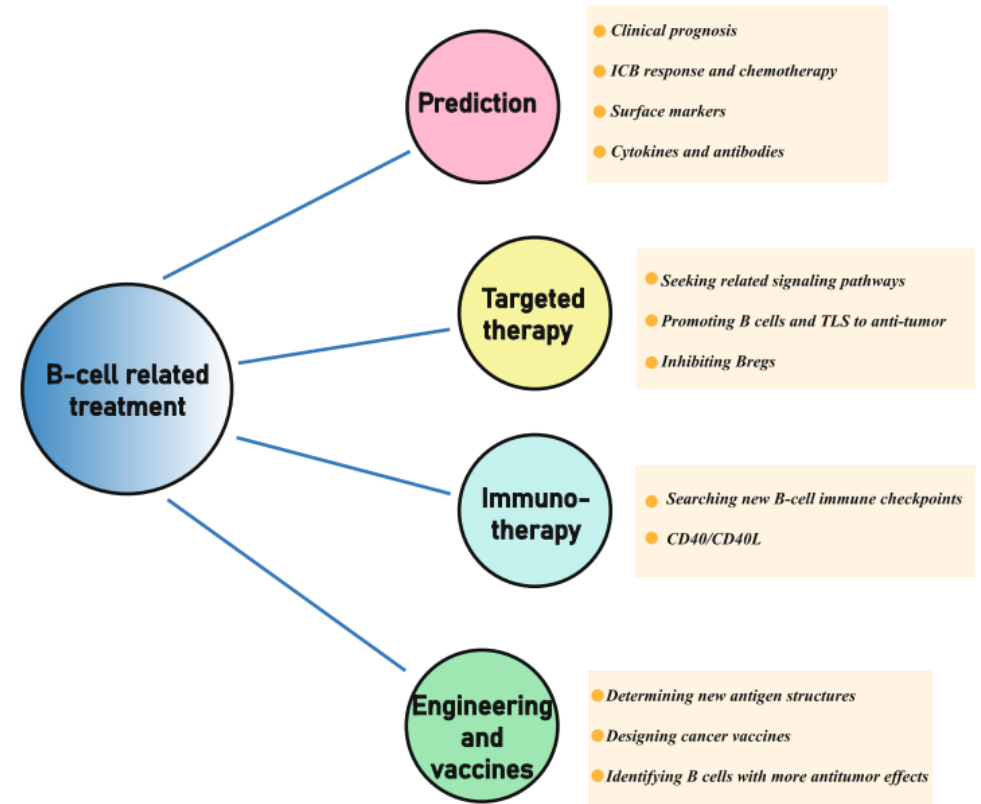 B-cell related
treatment
Prediction
Clinical prognosis
ICB response and chemotherapy
Surface markers
Cytokines and antibodies
Targeted
therapy
Seeking related signaling pathways
Promoting B cells and TLS to anti-tumor
Inhibiting Bregs
Immuno-
therapy
Searching new B-cell immune checkpoints
CD40/CD40L
Engineering
and
vaccines
Determining new antigen structures
Designing cancer vaccines
Identifying B cells with more antitumor effects